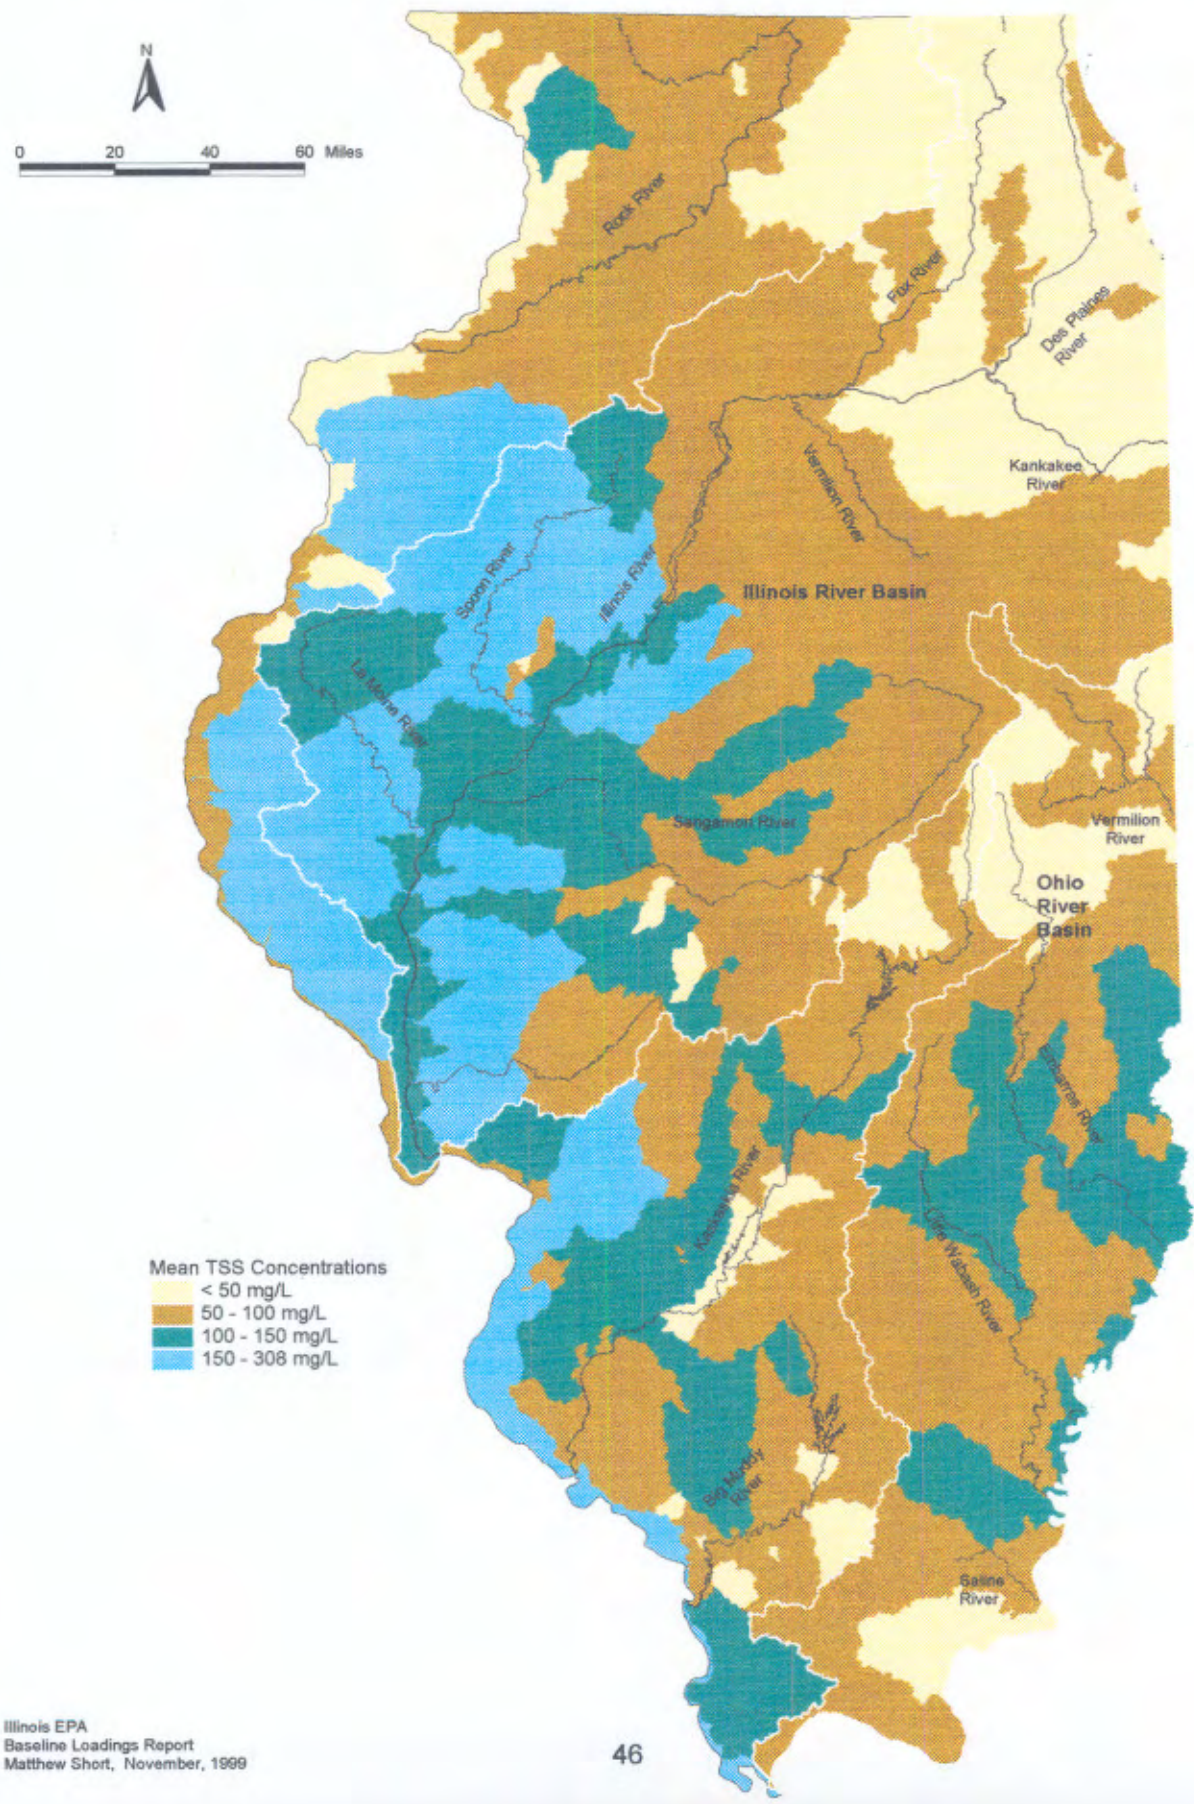 N
0 20 40 60 Miles
Rock River
Fox River
Des Plaines
River
Kankakee
River
Vermilion River
Spoon River
Illinois River
Illinois River Basin
La Moine River
Sangamon River
Vermilion
River
Ohio
River
Basin
Embarras River
Kaskaskia River
Little Wabash River
Mean TSS Concentrations
< 50 mg/L
50 - 100 mg/L
100 - 150 mg/L
150 - 308 mg/L
Big Muddy
River
Saline
River
Illinois EPA
Baseline Loadings Report
Matthew Short, November, 1999
46